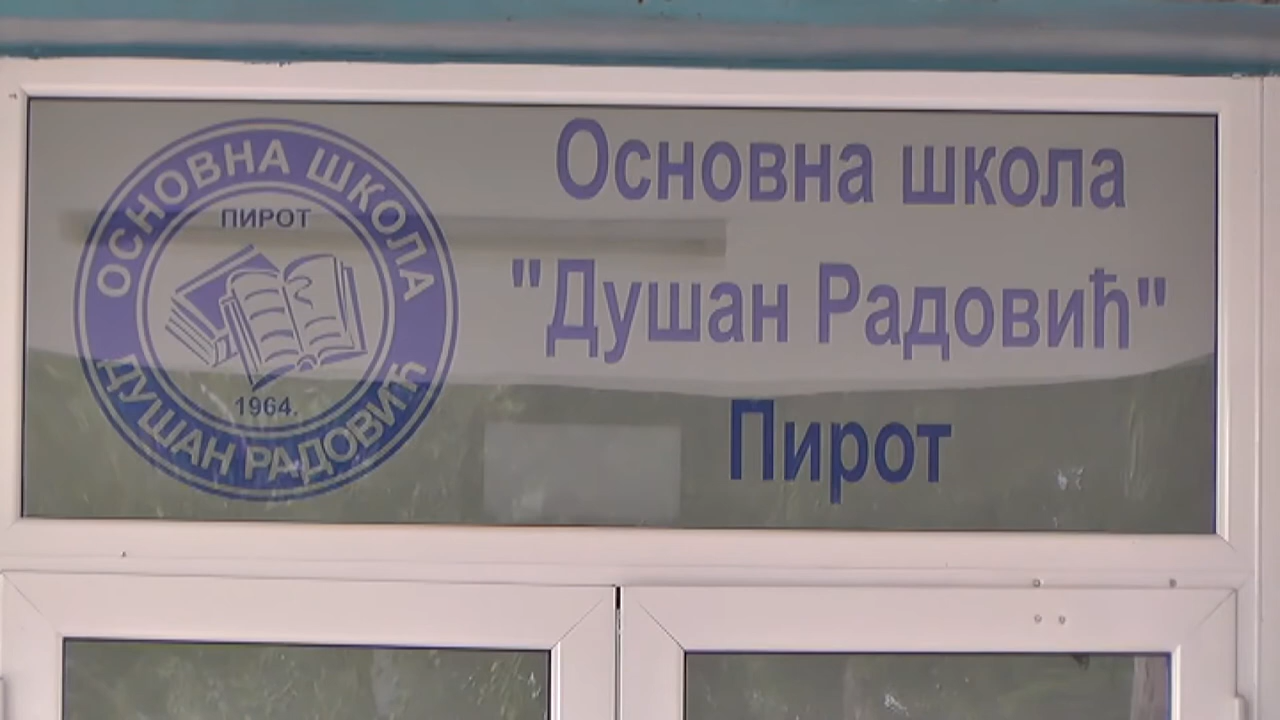 ОСНОВНА ШКОЛА
ПИРОТ
1964.
ДУШАН РАДОВИЋ
Основна школа
"Душан Радовић"
Пирот